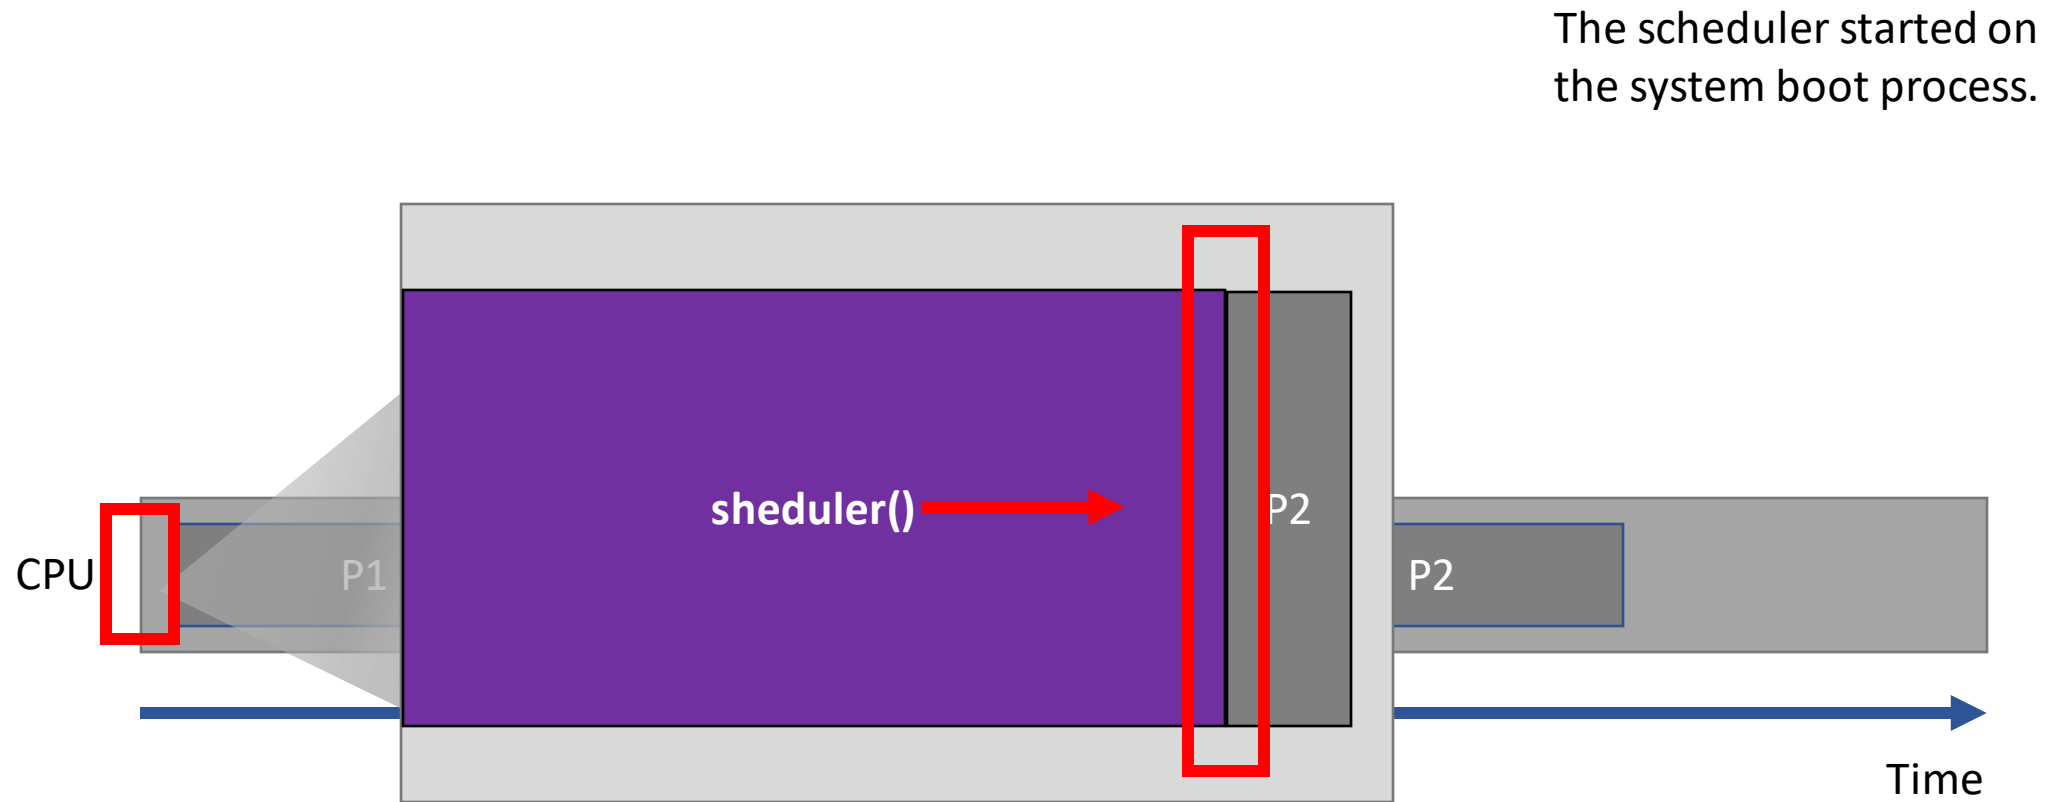 The scheduler started on
the system boot process.
sheduler()
P2
CPU
P1
P2
Time